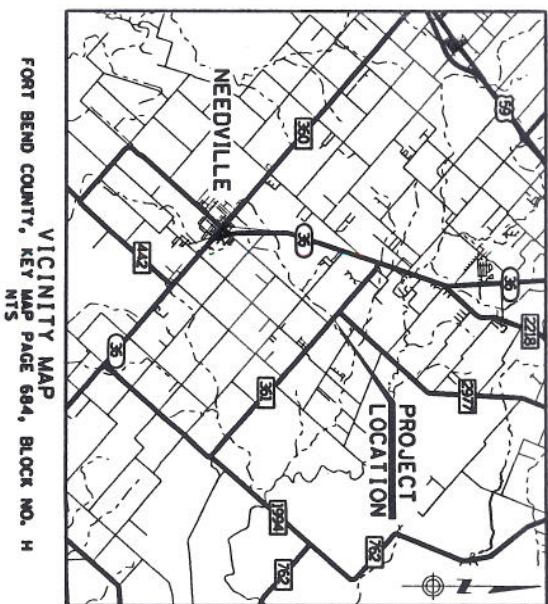 59
36
2218
2977
360
36
NEEDVILLE
PROJECT
LOCATION
442
361
36
1994
762
762
N
VICINITY MAP
FORT BEND COUNTY, KEY MAP PAGE 684, BLOCK NO. H
NTS